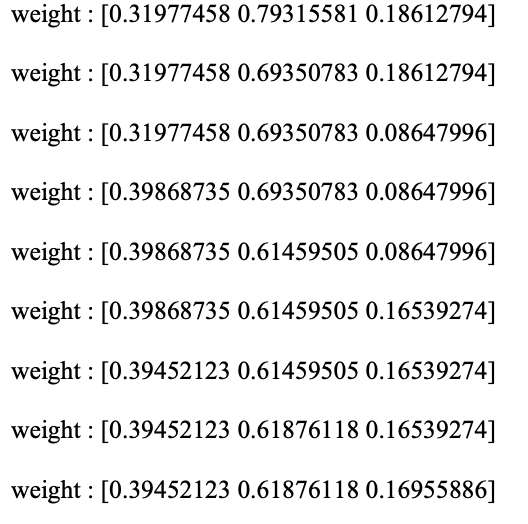 weight : [0.31977458 0.79315581 0.18612794]
weight : [0.31977458 0.69350783 0.18612794]
weight : [0.31977458 0.69350783 0.08647996]
weight : [0.39868735 0.69350783 0.08647996]
weight : [0.39868735 0.61459505 0.08647996]
weight : [0.39868735 0.61459505 0.16539274]
weight : [0.39452123 0.61459505 0.16539274]
weight : [0.39452123 0.61876118 0.16539274]
weight : [0.39452123 0.61876118 0.16955886]